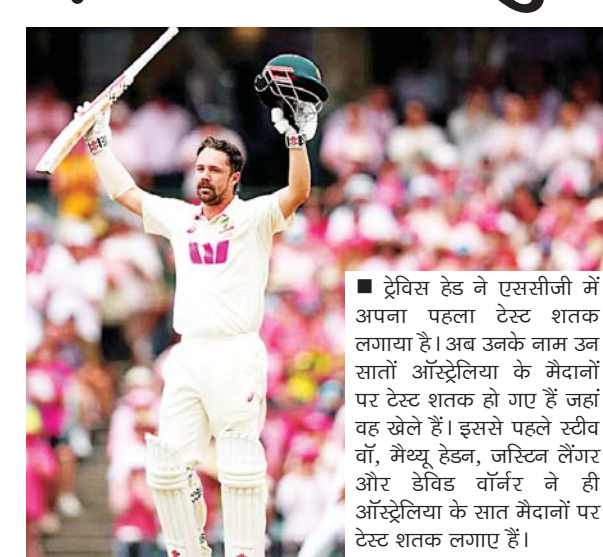 ■ ट्रेविस हेड ने एससीजी में
अपना पहला टेस्ट शतक
लगाया है। अब उनके नाम उन
सातों ऑस्ट्रेलिया के मैदानों
पर टेस्ट शतक हो गए हैं जहां
वह खेले हैं। इससे पहले स्टीव
वॉ, मैथ्यू हेडन, जस्टिन लैंगर
और डेविड वॉर्नर ने ही
ऑस्ट्रेलिया के सात मैदानों पर
टेस्ट शतक लगाए हैं।